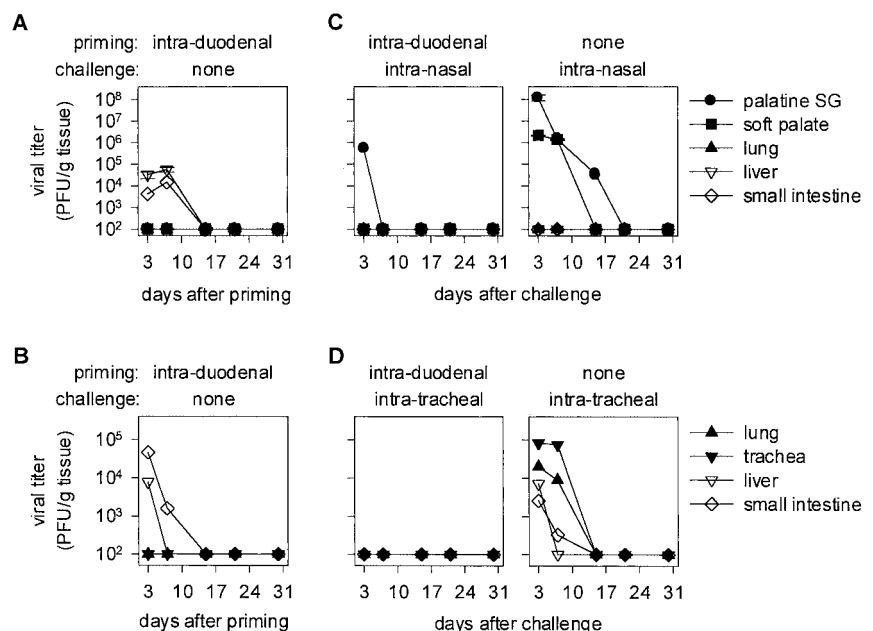 A
priming: intra-duodenal
challenge: none
viral titer
(PFU/g tissue)
10⁸
10⁷
10⁶
10⁵
10⁴
10³
10²
3 10 17 24 31
days after priming
C
intra-duodenal none
intra-nasal intra-nasal
3 10 17 24 31 3 10 17 24 31
days after challenge
palatine SG
soft palate
lung
liver
small intestine
B
priming: intra-duodenal
challenge: none
viral titer
(PFU/g tissue)
10⁵
10⁴
10³
10²
3 10 17 24 31
days after priming
D
intra-duodenal none
intra-tracheal intra-tracheal
3 10 17 24 31 3 10 17 24 31
days after challenge
lung
trachea
liver
small intestine